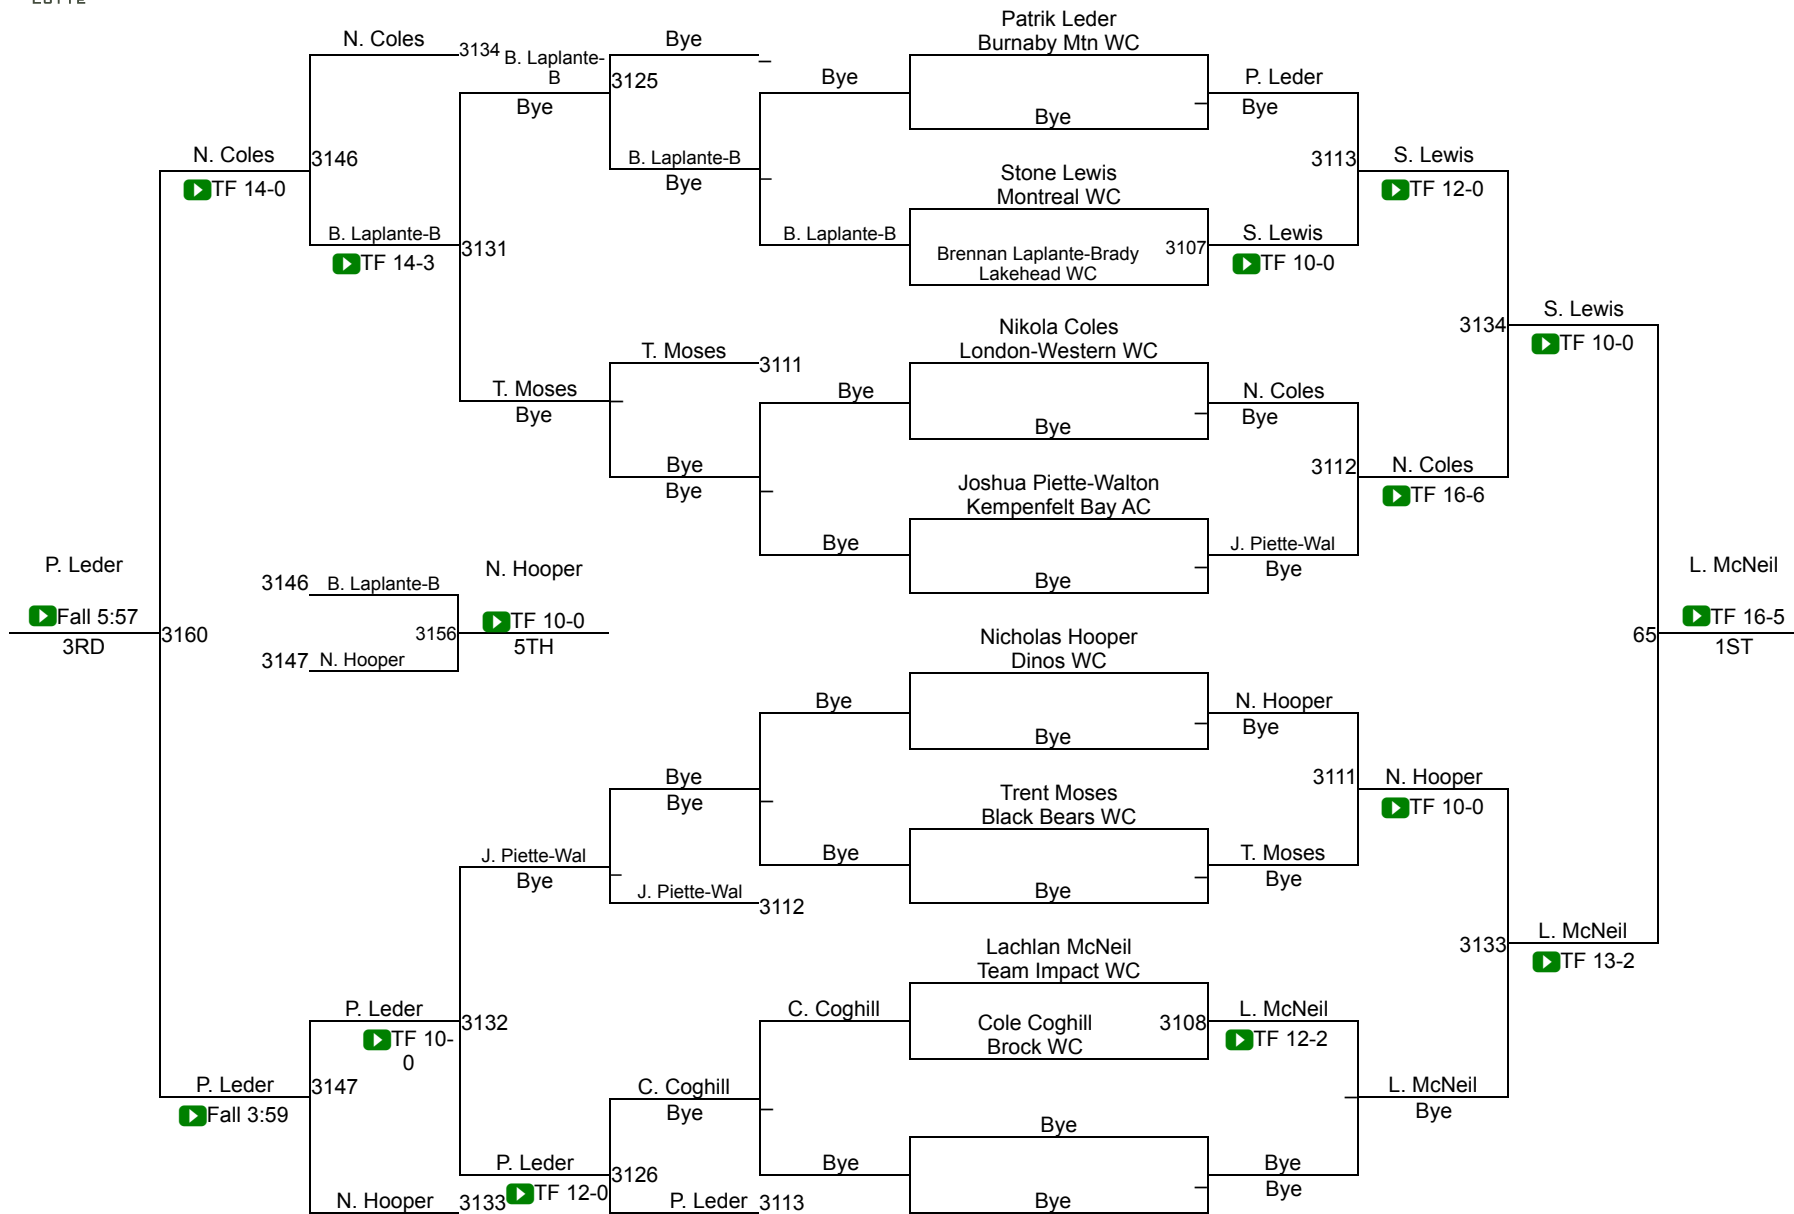 N. Coles
3134
B. Laplante-
B
Bye
Bye
3125
Patrik Leder
Burnaby Mtn WC
Bye
Bye
P. Leder
Bye
N. Coles
TF 14-0
3146
B. Laplante-B
Bye
3113
S. Lewis
TF 12-0
Stone Lewis
Montreal WC
B. Laplante-B
TF 14-3
3131
B. Laplante-B
Brennan Laplante-Brady
Lakehead WC
3107
S. Lewis
TF 10-0
S. Lewis
TF 10-0
3134
Nikola Coles
London-Western WC
T. Moses
3111
T. Moses
Bye
Bye
Bye
N. Coles
Bye
Bye
Bye
3112
N. Coles
TF 16-6
Joshua Piette-Walton
Kempenfelt Bay AC
Bye
Bye
J. Piette-Wal
Bye
P. Leder
Fall 5:57
3RD
3160
3146
B. Laplante-B
3156
3147
N. Hooper
N. Hooper
TF 10-0
5TH
L. McNeil
TF 16-5
1ST
65
Nicholas Hooper
Dinos WC
Bye
Bye
N. Hooper
Bye
Bye
Bye
3111
N. Hooper
TF 10-0
Trent Moses
Black Bears WC
J. Piette-Wal
Bye
Bye
Bye
T. Moses
Bye
J. Piette-Wal
3112
Lachlan McNeil
Team Impact WC
3133
L. McNeil
TF 13-2
P. Leder
TF 10-
0
3132
C. Coghill
Cole Coghill
Brock WC
3108
L. McNeil
TF 12-2
P. Leder
Fall 3:59
3147
C. Coghill
Bye
L. McNeil
Bye
Bye
P. Leder
TF 12-0
3126
Bye
Bye
Bye
Bye
N. Hooper
3133
P. Leder
3113